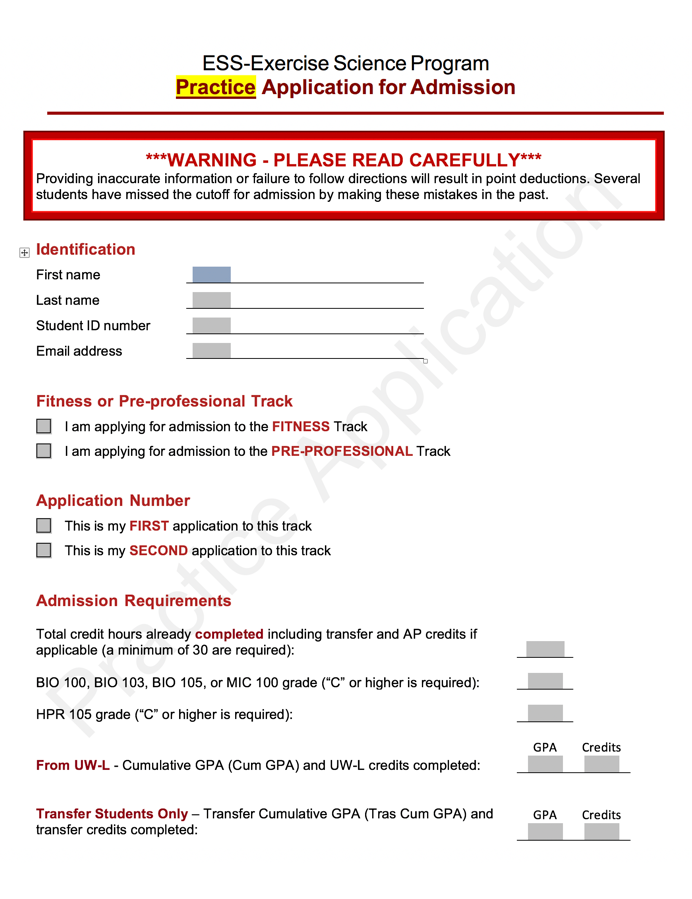 ESS-Exercise Science Program
Practice Application for Admission
***WARNING - PLEASE READ CAREFULLY***
Providing inaccurate information or failure to follow directions will result in point deductions. Several
students have missed the cutoff for admission by making these mistakes in the past.
Identification
First name
Last name
Student ID number
Email address
Fitness or Pre-professional Track
I am applying for admission to the FITNESS Track
I am applying for admission to the PRE-PROFESSIONAL Track
Application Number
This is my FIRST application to this track
This is my SECOND application to this track
Admission Requirements
Total credit hours already completed including transfer and AP credits if
applicable (a minimum of 30 are required):
BIO 100, BIO 103, BIO 105, or MIC 100 grade (“C” or higher is required):
HPR 105 grade (“C” or higher is required):
GPA Credits
From UW-L - Cumulative GPA (Cum GPA) and UW-L credits completed:
Transfer Students Only – Transfer Cumulative GPA (Tras Cum GPA) and GPA Credits
transfer credits completed:
Practice Application